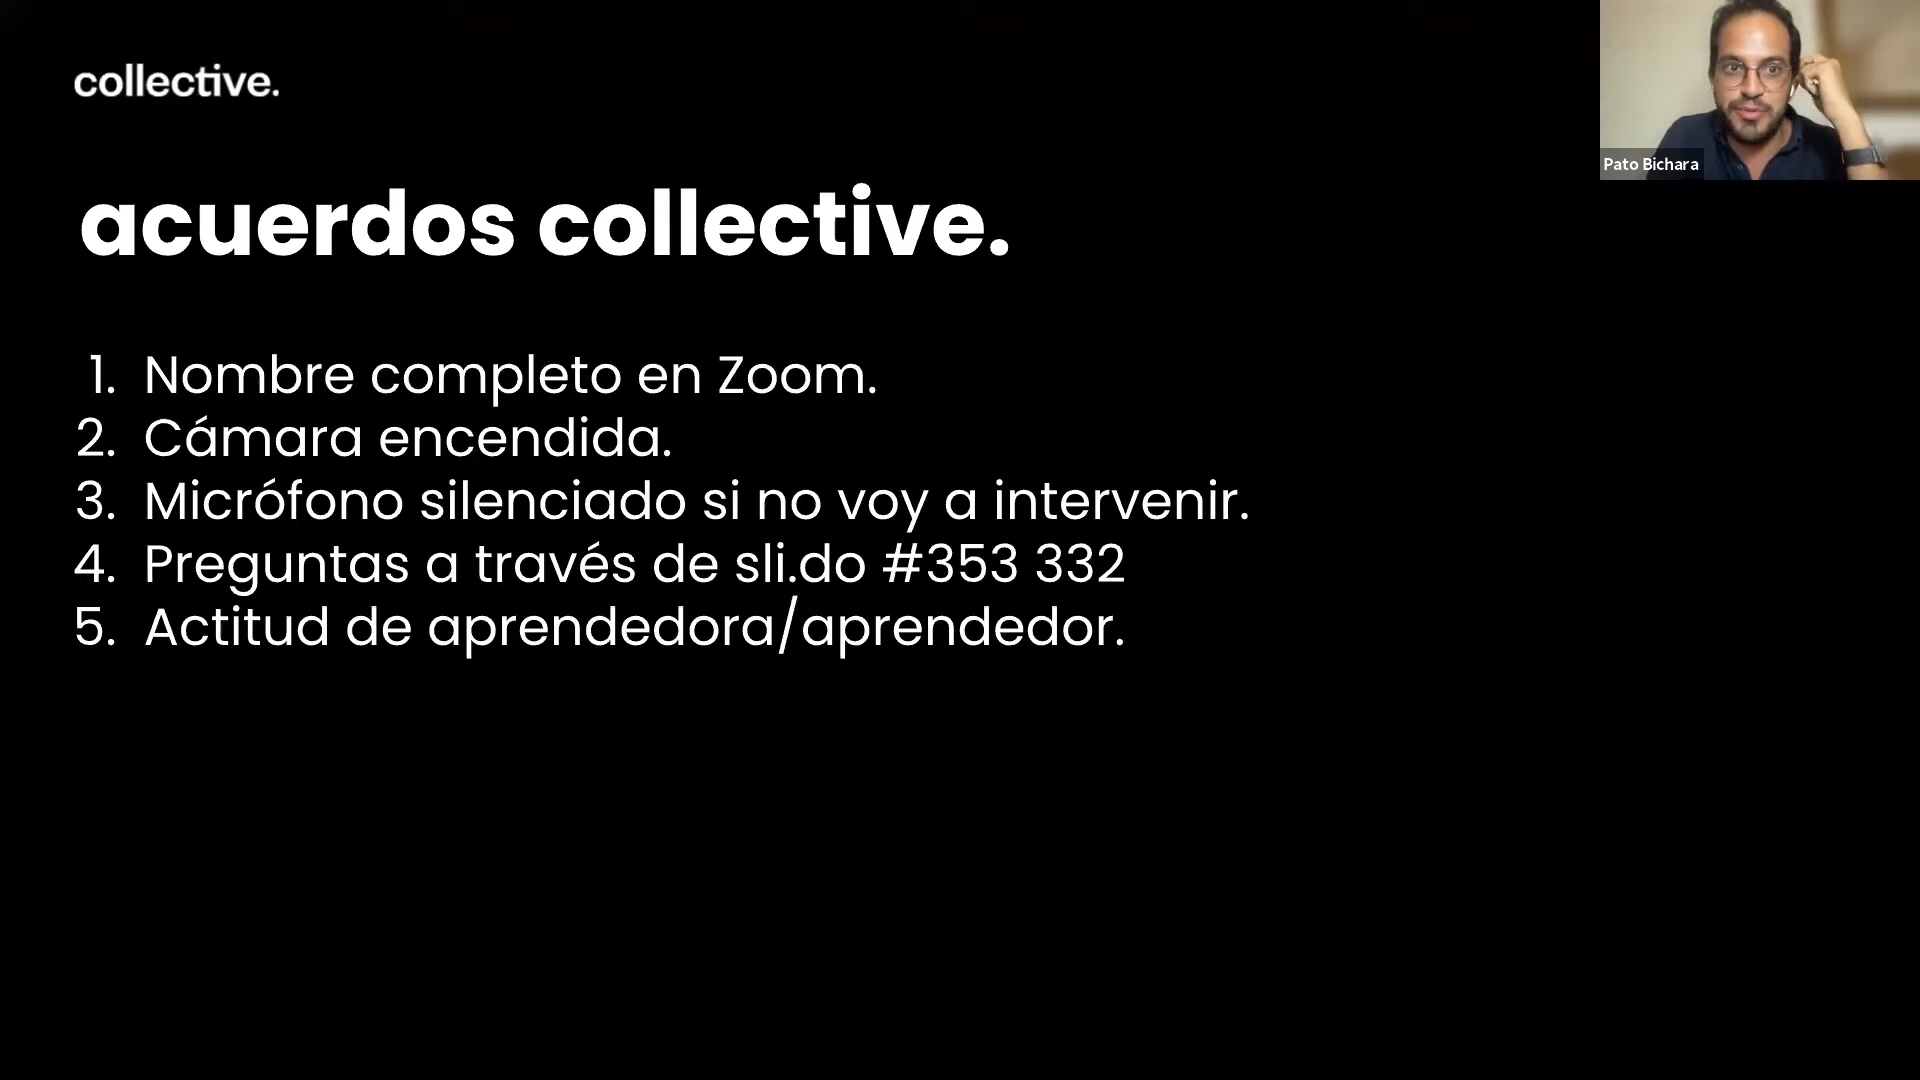 collective.
Pato Bichara
acuerdos collective.
1. Nombre completo en Zoom.
2. Cámara encendida.
3. Micrófono silenciado si no voy a intervenir.
4. Preguntas a través de sli.do #353 332
5. Actitud de aprendedora/aprendedor.